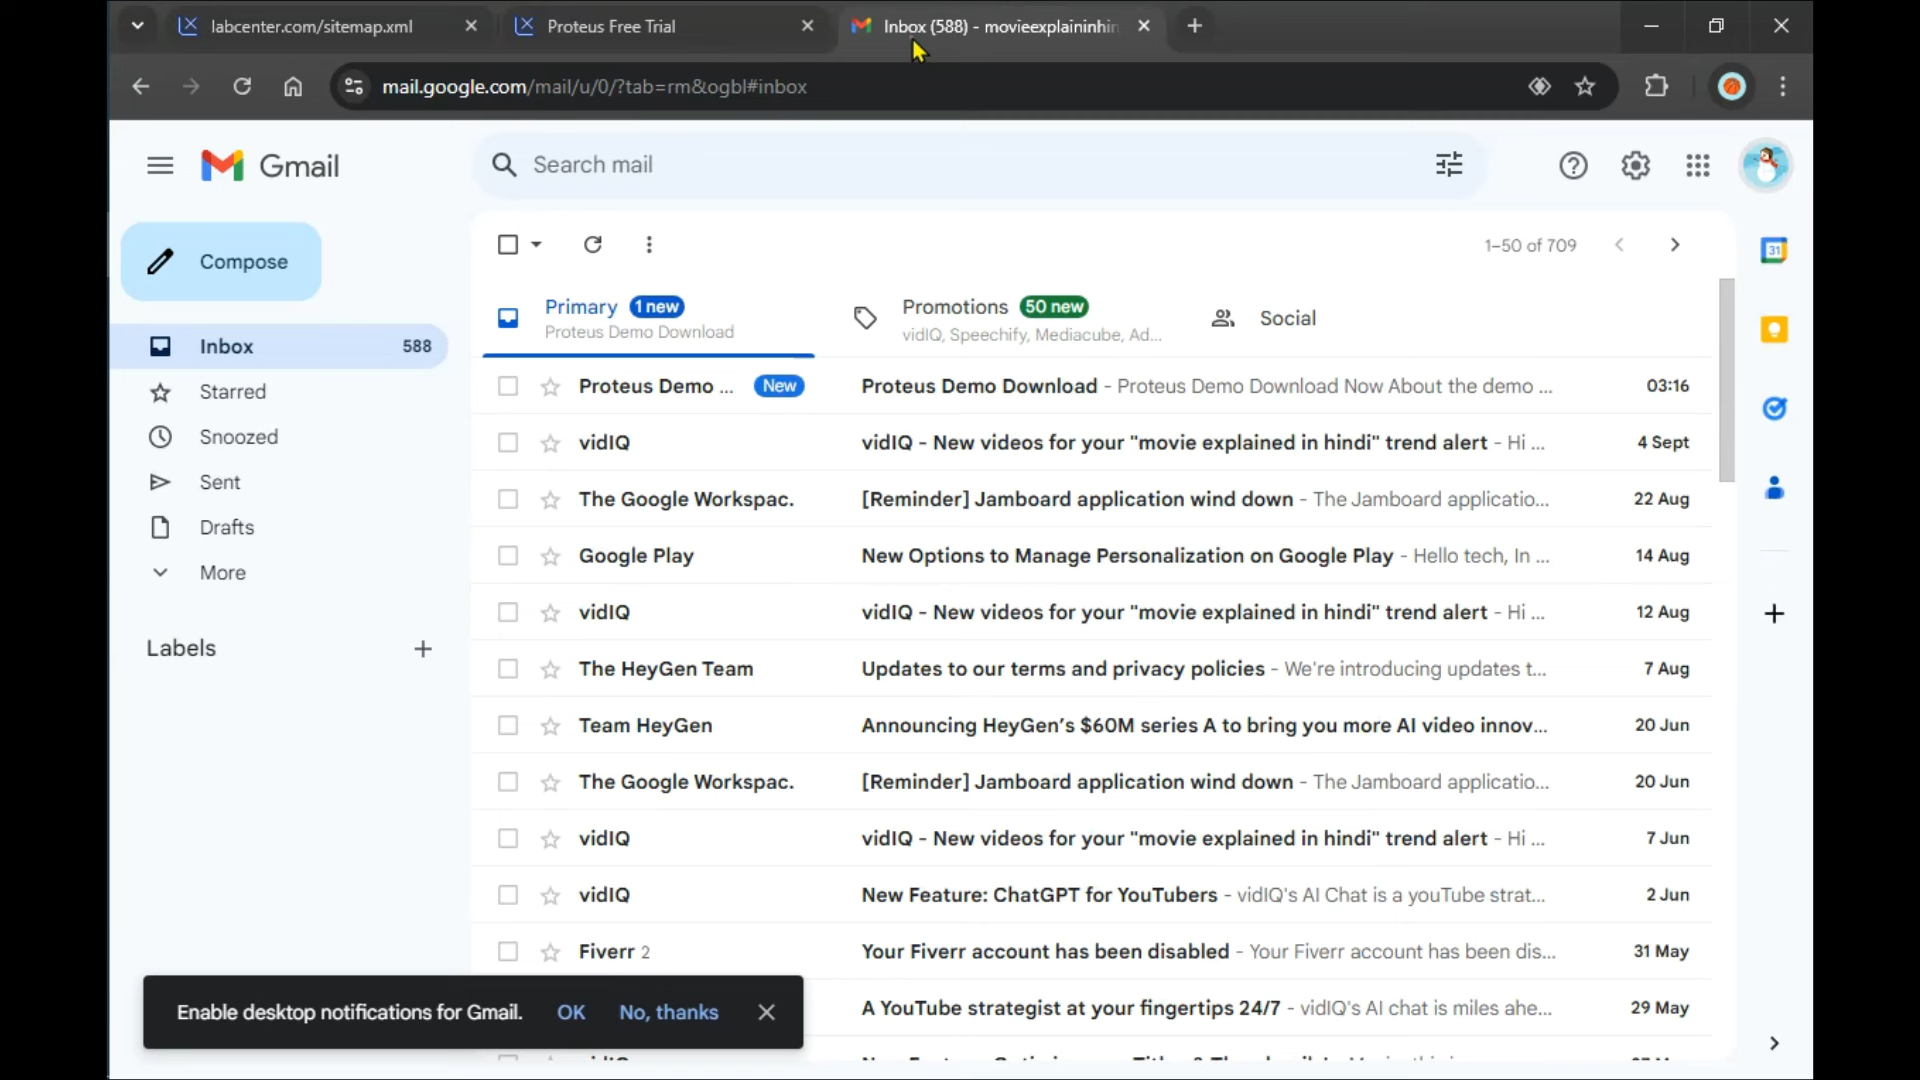 labcenter.com/sitemap.xml
Proteus Free Trial
Inbox (588) - movieexplaininhin
mail.google.com/mail/u/0/?tab=rm&ogbl#inbox
Gmail
Search mail
Compose
1–50 of 709
Primary 1 new
Proteus Demo Download
Promotions 50 new
vidIQ, Speechify, Mediacube, Ad...
Social
Inbox 588
Starred
Snoozed
Sent
Drafts
More
Labels
31
Proteus Demo ... New Proteus Demo Download - Proteus Demo Download Now About the demo ... 03:16
vidIQ vidIQ - New videos for your "movie explained in hindi" trend alert - Hi ... 4 Sept
The Google Workspac. [Reminder] Jamboard application wind down - The Jamboard applicatio... 22 Aug
Google Play New Options to Manage Personalization on Google Play - Hello tech, In ... 14 Aug
vidIQ vidIQ - New videos for your "movie explained in hindi" trend alert - Hi ... 12 Aug
The HeyGen Team Updates to our terms and privacy policies - We're introducing updates t... 7 Aug
Team HeyGen Announcing HeyGen’s $60M series A to bring you more AI video innov... 20 Jun
The Google Workspac. [Reminder] Jamboard application wind down - The Jamboard applicatio... 20 Jun
vidIQ vidIQ - New videos for your "movie explained in hindi" trend alert - Hi ... 7 Jun
vidIQ New Feature: ChatGPT for YouTubers - vidIQ's AI Chat is a youTube strat... 2 Jun
Fiverr 2 Your Fiverr account has been disabled - Your Fiverr account has been dis... 31 May
A YouTube strategist at your fingertips 24/7 - vidIQ's AI chat is miles ahe... 29 May
Enable desktop notifications for Gmail. OK No, thanks